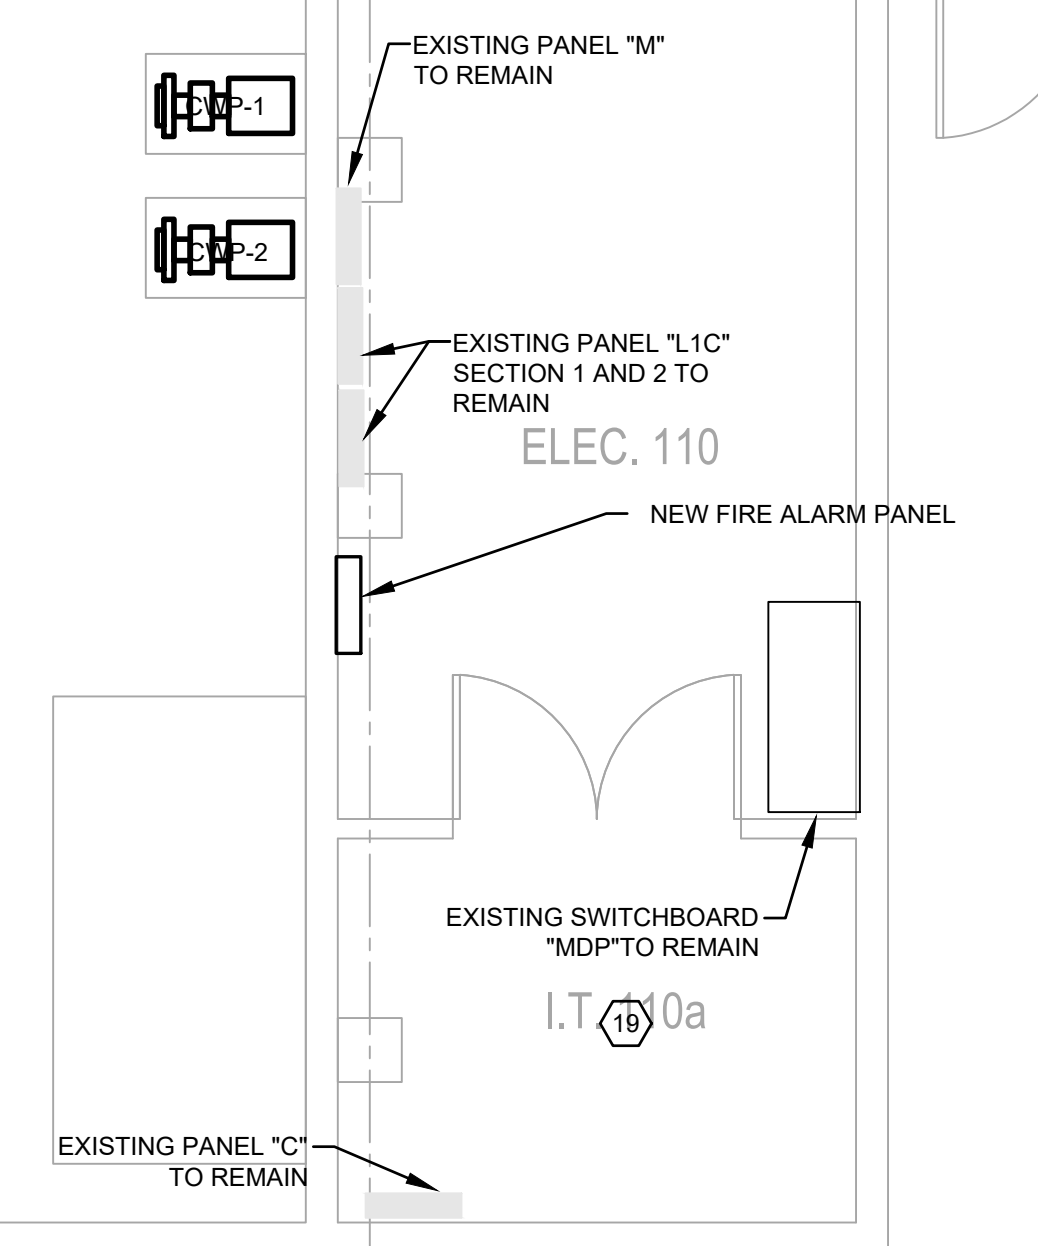 EXISTING PANEL "M"
TO REMAIN
CWP-1
CWP-2
EXISTING PANEL "L1C"
SECTION 1 AND 2 TO
REMAIN
ELEC. 110
NEW FIRE ALARM PANEL
EXISTING SWITCHBOARD
"MDP"TO REMAIN
I.T. 110a
19
EXISTING PANEL "C"
TO REMAIN